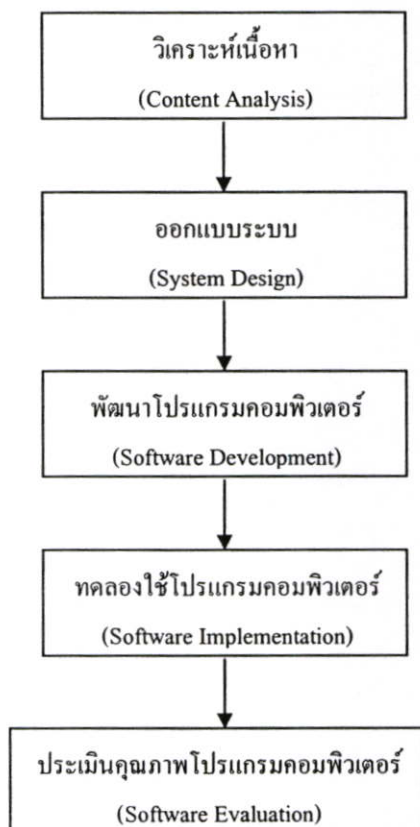 วิเคราะห์เนื้อหา
(Content Analysis)
ออกแบบระบบ
(System Design)
พัฒนาโปรแกรมคอมพิวเตอร์
(Software Development)
ทดลองใช้โปรแกรมคอมพิวเตอร์
(Software Implementation)
ประเมินคุณภาพโปรแกรมคอมพิวเตอร์
(Software Evaluation)